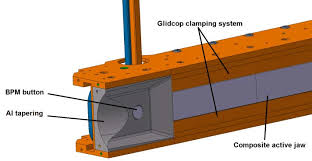 Glidcop clamping system
BPM button
Al tapering
Composite active jaw